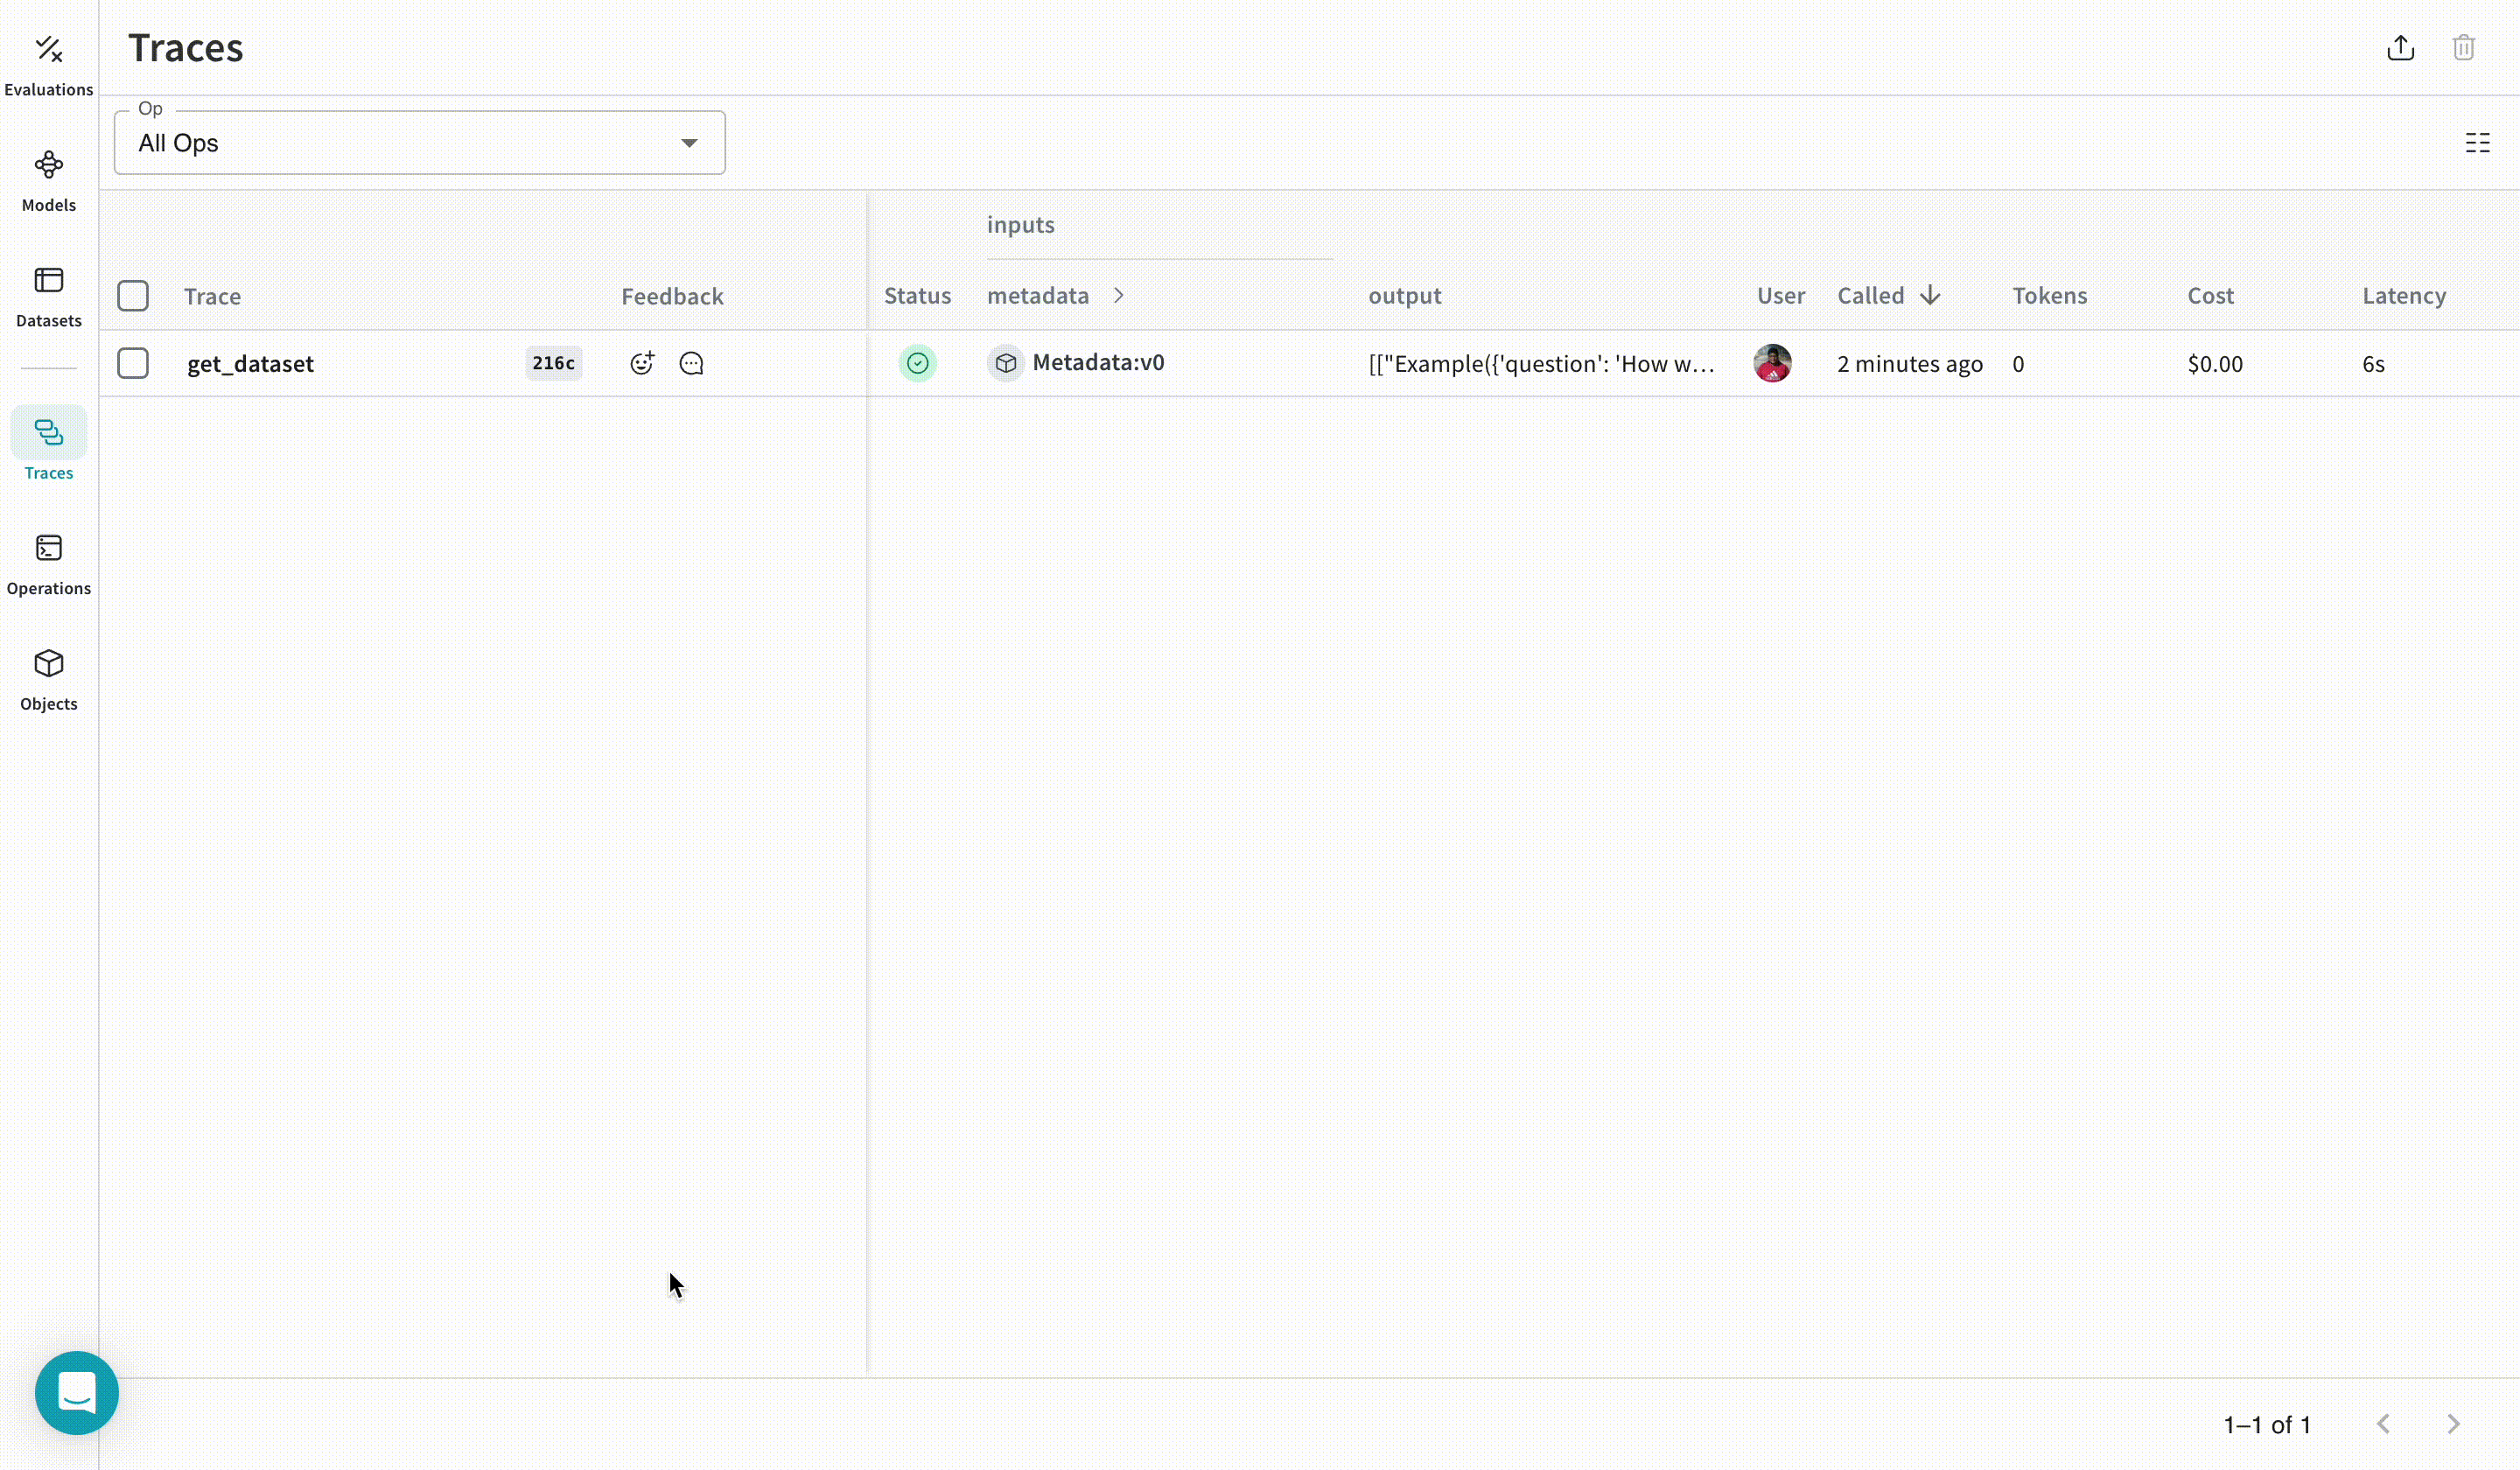 Traces
Evaluations
Models
Datasets
Traces
Operations
Objects
Op
All Ops
inputs
Trace Feedback Status metadata output User Called Tokens Cost Latency
get_dataset 216c Metadata:v0 [["Example({'question': 'How w... 2 minutes ago 0 $0.00 6s
1–1 of 1